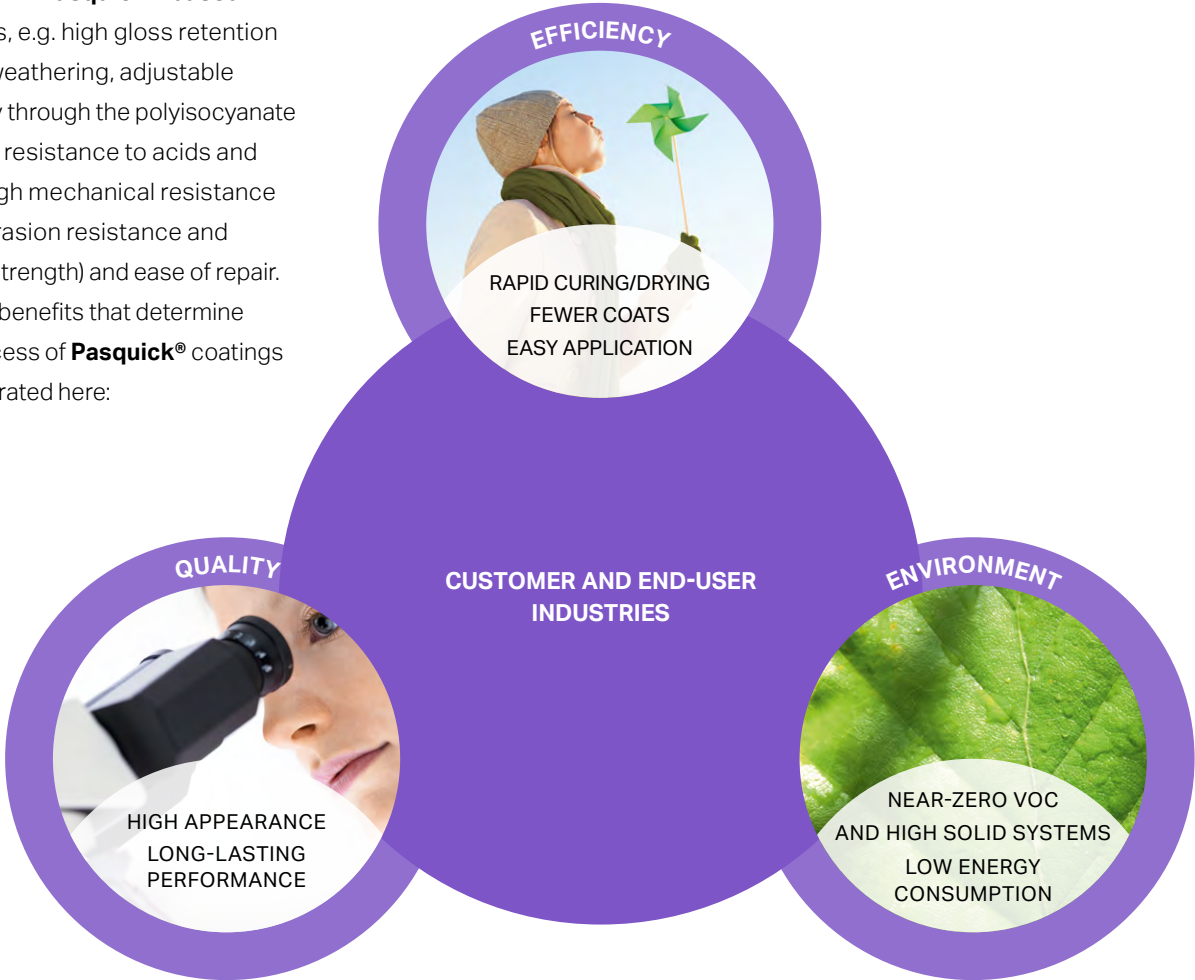 s, e.g. high gloss retention
weathering, adjustable
through the polyisocyanate
resistance to acids and
gh mechanical resistance
rasion resistance and
trength) and ease of repair.
benefits that determine
cess of Pasquick® coatings
rated here:
EFFICIENCY
RAPID CURING/DRYING
FEWER COATS
EASY APPLICATION
CUSTOMER AND END-USER
INDUSTRIES
QUALITY
HIGH APPEARANCE
LONG-LASTING
PERFORMANCE
ENVIRONMENT
NEAR-ZERO VOC
AND HIGH SOLID SYSTEMS
LOW ENERGY
CONSUMPTION